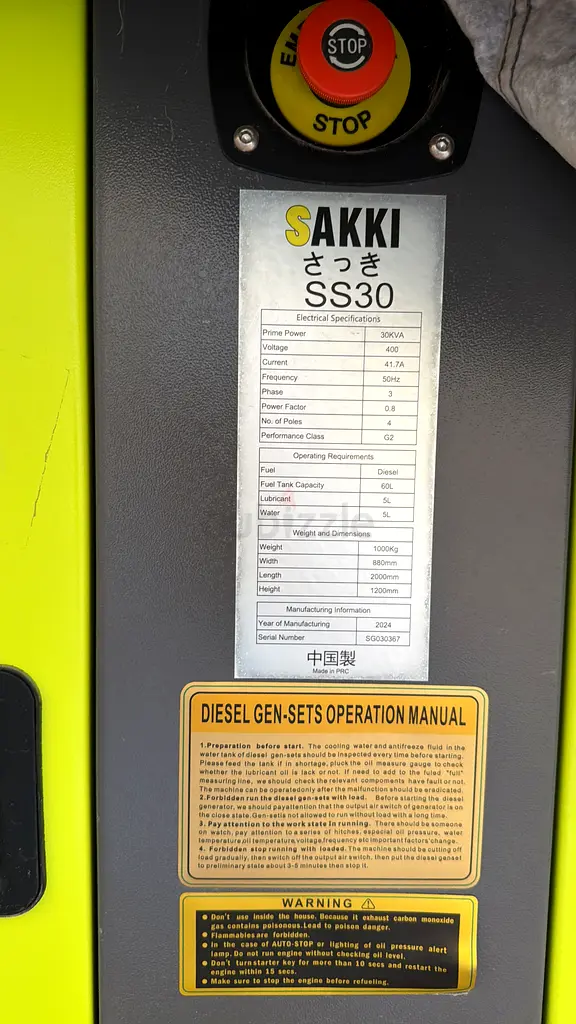 EMERGENCY
STOP
STOP
SAKKI
さっき
SS30
Electrical Specifications
Prime Power 30KVA
Voltage 400
Current 41.7A
Frequency 50Hz
Phase 3
Power Factor 0.8
No. of Poles 4
Performance Class G2
Operating Requirements
Fuel Diesel
Fuel Tank Capacity 60L
Lubricant 5L
Water 5L
dubizzle
Weight and Dimensions
Weight 1000Kg
Width 880mm
Length 2000mm
Height 1200mm
Manufacturing Information
Year of Manufacturing 2024
Serial Number SG030367
中国製
Made in PRC
DIESEL GEN-SETS OPERATION MANUAL
1.Preparation before start. The cooling water and antifreeze fluid in the
water tank of diesel gen-sets should be inspected every time before starting.
Please feed the tank if in shortage, pluck the oil measure gauge to check
whether the lubricant oil is lack or not. If need to add to the fuled "full"
measuring line, we should check the relevant components have fault or not.
The machine can be operatedonly after the malfunction should be eradicated.
2.Forbidden run the diesel gen-sets with load. Before starting the diesel
generator, we should payattention that the output air switch of generator is on
the close state. Gen-sets not allowed to run without load with a long time.
3. Pay attention to the work state in running. There should be someone
on watch, pay attention to a series of hitches, especial oil pressure, water
temperature,oil temperature,voltage,frequency etc important factors'change.
4. Forbidden stop running with loaded. The machine should be cutting off
load gradually, then switch off the output air switch, then put the diesel genset
to preliminary state about 3-5 minutes then stop it.
WARNING
● Don't use inside the house. Because it exhaust carbon monoxide
gas contains poisonous.Lead to poison danger.
● Flammables are forbidden.
● In the case of AUTO-STOP or lighting of oil pressure alert
lamp. Do not run engine without checking oil level.
● Don't turn starter key for more than 10 secs and restart the
engine within 15 secs.
● Make sure to stop the engine before refueling.